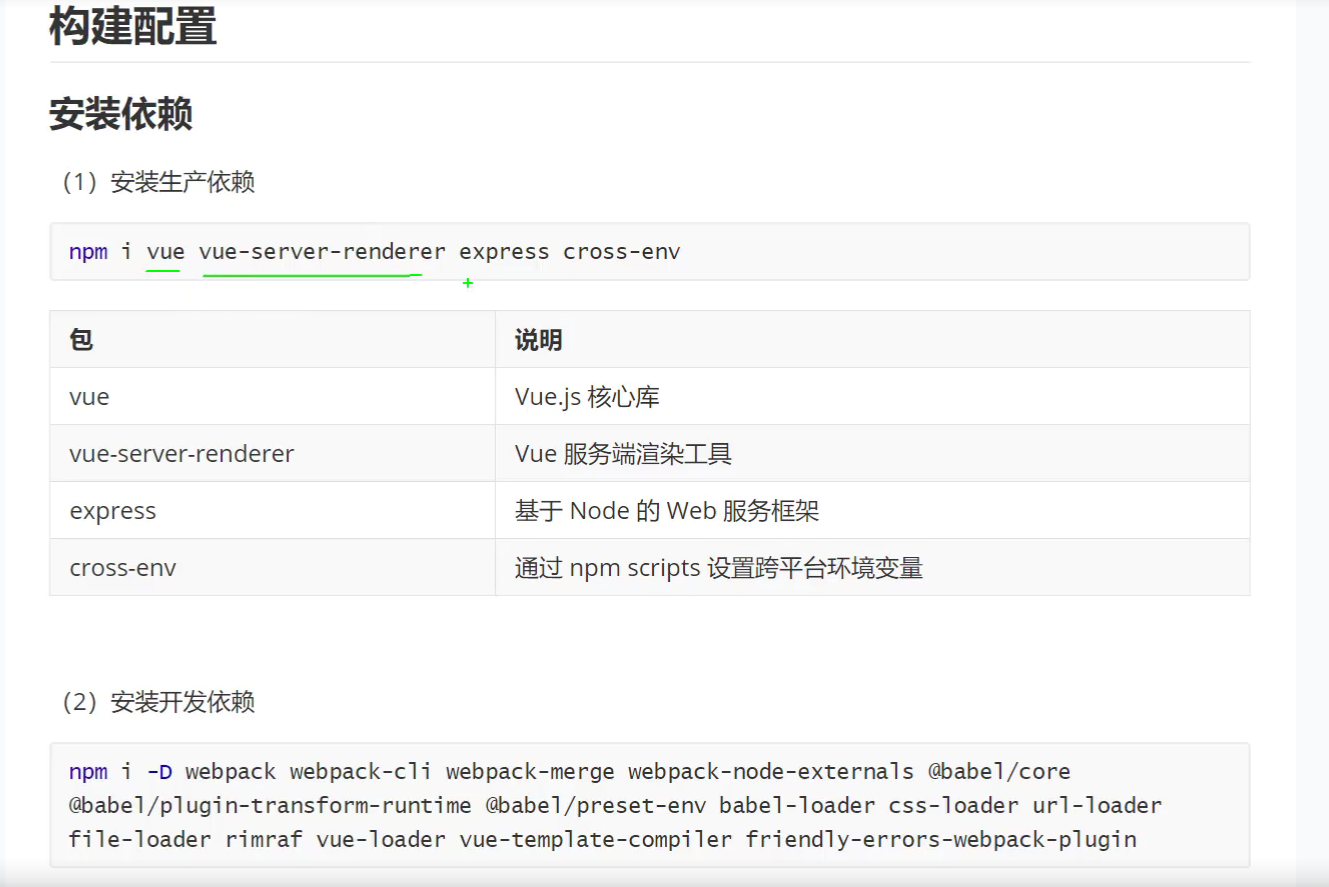 构建配置
安装依赖
（1）安装生产依赖
npm i vue vue-server-renderer express cross-env
包 说明
vue Vue.js 核心库
vue-server-renderer Vue 服务端渲染工具
express 基于 Node 的 Web 服务框架
cross-env 通过 npm scripts 设置跨平台环境变量
（2）安装开发依赖
npm i -D webpack webpack-cli webpack-merge webpack-node-externals @babel/core
@babel/plugin-transform-runtime @babel/preset-env babel-loader css-loader url-loader
file-loader rimraf vue-loader vue-template-compiler friendly-errors-webpack-plugin